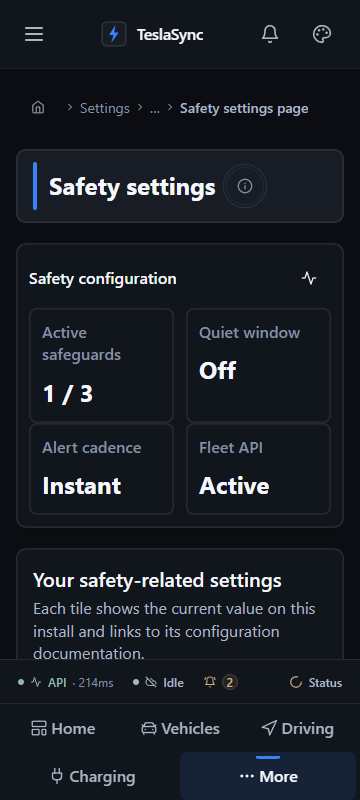 TeslaSync
Settings ... Safety settings page
Safety settings
Safety configuration
Active safeguards
1 / 3
Quiet window
Off
Alert cadence
Instant
Fleet API
Active
Your safety-related settings
Each tile shows the current value on this
install and links to its configuration
documentation.
API · 214ms Idle 2 Status
Home Vehicles Driving
Charging ··· More